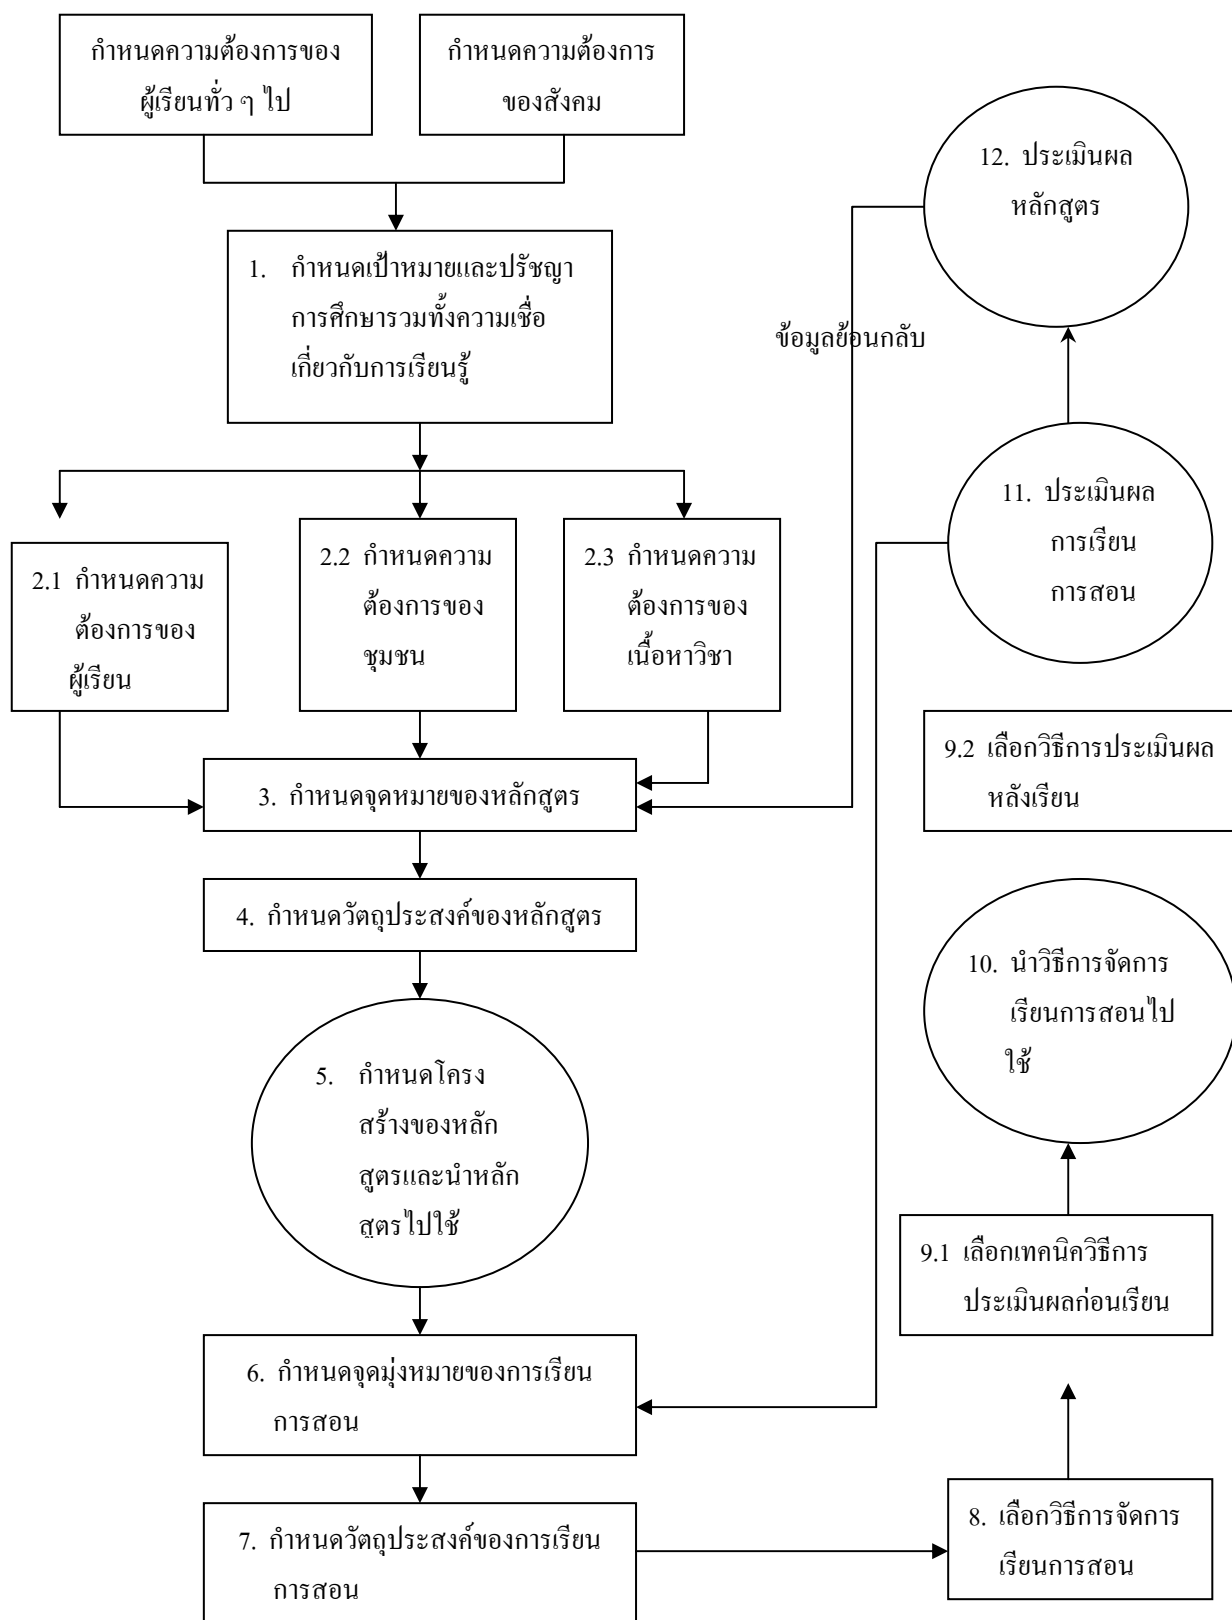 กำหนดความต้องการของ
ผู้เรียนทั่ว ๆ ไป
กำหนดความต้องการ
ของสังคม
1. กำหนดเป้าหมายและปรัชญา
การศึกษารวมทั้งความเชื่อ
เกี่ยวกับการเรียนรู้
2.1 กำหนดความ
ต้องการของ
ผู้เรียน
2.2 กำหนดความ
ต้องการของ
ชุมชน
2.3 กำหนดความ
ต้องการของ
เนื้อหาวิชา
3. กำหนดจุดหมายของหลักสูตร
4. กำหนดวัตถุประสงค์ของหลักสูตร
5. กำหนดโครง
สร้างของหลัก
สูตรและนำหลัก
สูตรไปใช้
6. กำหนดจุดมุ่งหมายของการเรียน
การสอน
7. กำหนดวัตถุประสงค์ของการเรียน
การสอน
8. เลือกวิธีการจัดการ
เรียนการสอน
9.1 เลือกเทคนิควิธีการ
ประเมินผลก่อนเรียน
10. นำวิธีการจัดการ
เรียนการสอนไป
ใช้
9.2 เลือกวิธีการประเมินผล
หลังเรียน
11. ประเมินผล
การเรียน
การสอน
12. ประเมินผล
หลักสูตร
ข้อมูลย้อนกลับ